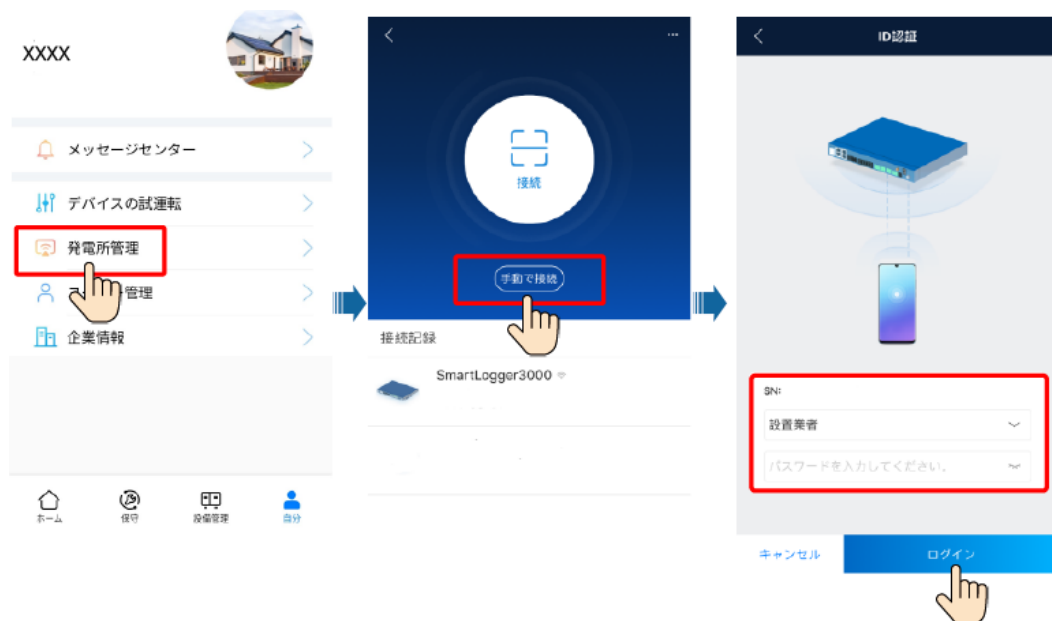 XXXX
メッセージセンター
デバイスの試運転
発電所管理
管理
企業情報
ホーム
保守
設備管理
自分
接続
手動で接続
接続記録
SmartLogger3000
ID認証
SN:
設置業者
パスワードを入力してください。
キャンセル
ログイン